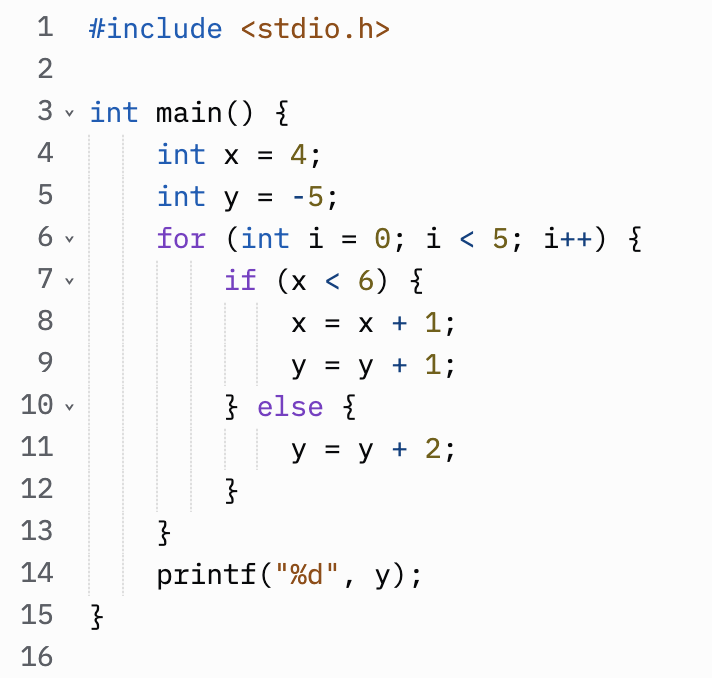 1 #include <stdio.h>
2
3 int main() {
4     int x = 4;
5     int y = -5;
6     for (int i = 0; i < 5; i++) {
7         if (x < 6) {
8             x = x + 1;
9             y = y + 1;
10         } else {
11             y = y + 2;
12         }
13     }
14     printf("%d", y);
15 }
16